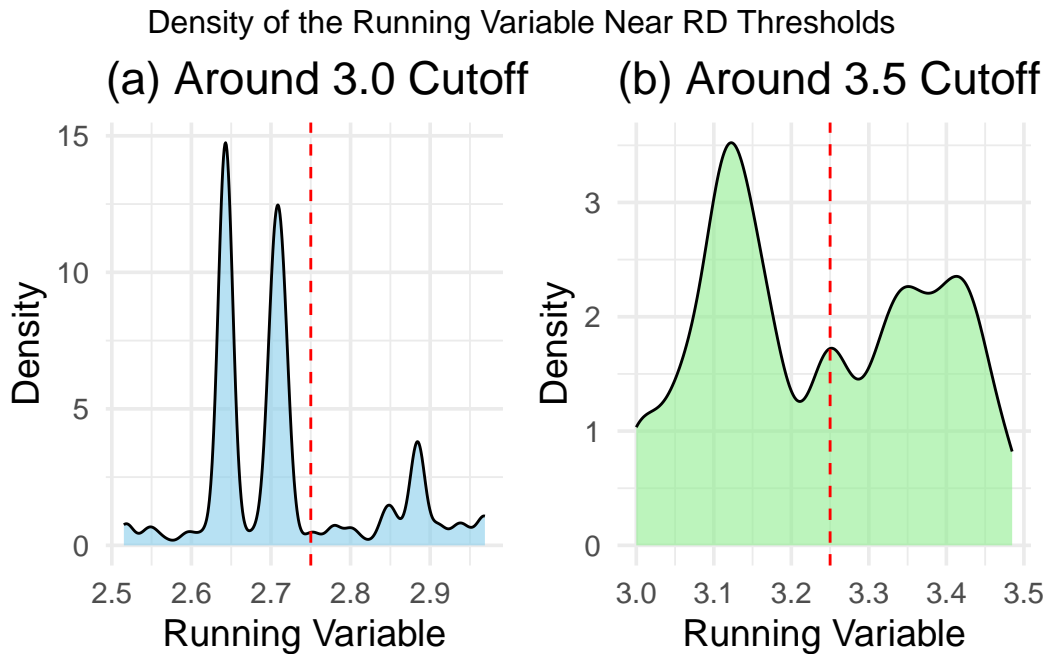 Density of the Running Variable Near RD Thresholds
(a) Around 3.0 Cutoff
15
10
5
0
Density
2.5 2.6 2.7 2.8 2.9
Running Variable
(b) Around 3.5 Cutoff
3
2
1
0
Density
3.0 3.1 3.2 3.3 3.4 3.5
Running Variable